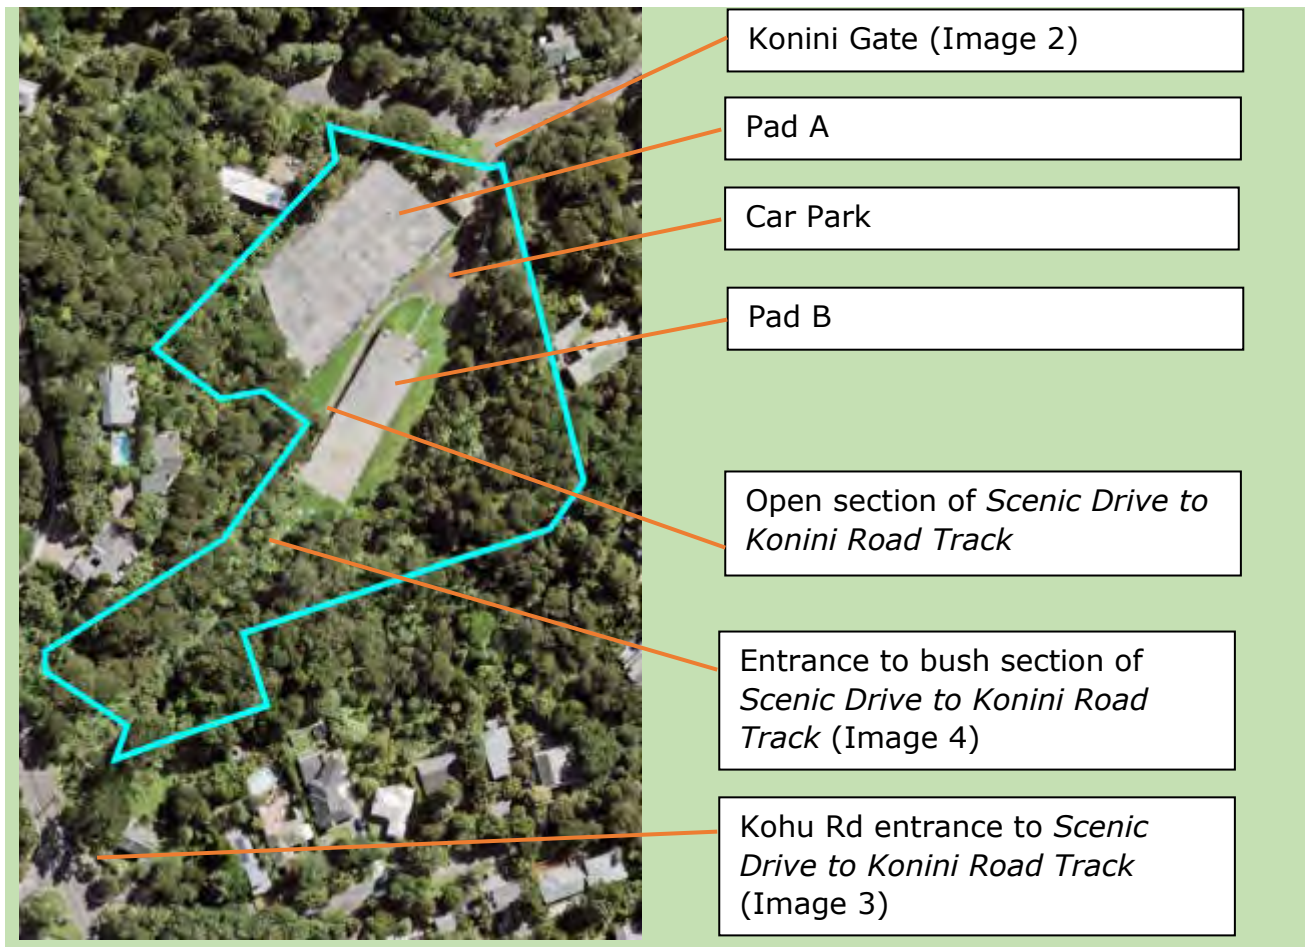 Konini Gate (Image 2)
Pad A
Car Park
Pad B
Open section of Scenic Drive to
Konini Road Track
Entrance to bush section of
Scenic Drive to Konini Road
Track (Image 4)
Kohu Rd entrance to Scenic
Drive to Konini Road Track
(Image 3)